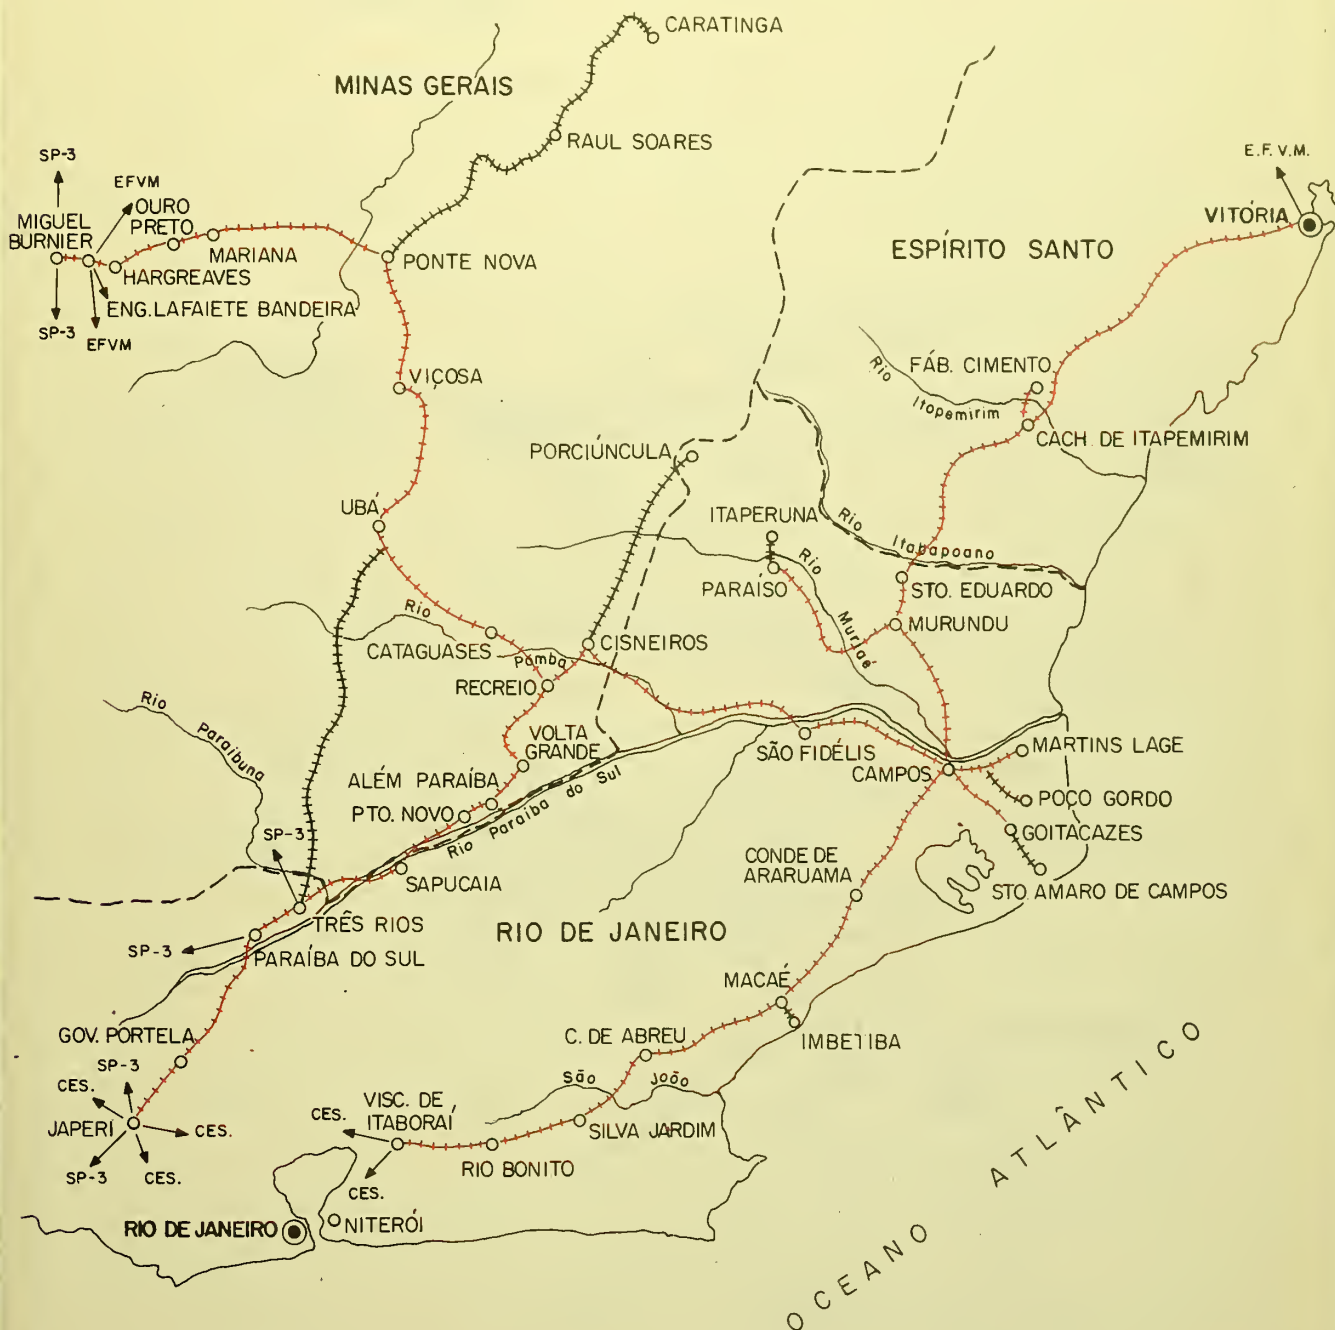 CARATINGA
MINAS GERAIS
RAUL SOARES
SP-3
E.F.V.M.
EFVM
OURO
PRETO
MIGUEL
BURNIER
VITÓRIA
MARIANA
ESPÍRITO SANTO
PONTE NOVA
HARGREAVES
ENG. LAFAIETE BANDEIRA
SP-3
EFVM
FÁB. CIMENTO
Rio
Itapemirim
VIÇOSA
CACH. DE ITAPEMIRIM
PORCIÚNCULA
UBÁ
ITAPERUNA
Rio
Itabapoano
Rio
Muriaé
PARAÍSO
STO. EDUARDO
MURUNDU
Rio
Pomba
CATAGUASES
CISNEIROS
RECREIO
Rio
Paraibuna
VOLTA
GRANDE
SÃO FIDÉLIS
MARTINS LAGE
CAMPOS
ALÉM PARAÍBA
PTO. NOVO
Rio Paraiba do Sul
POÇO GORDO
GOITACAZES
SP-3
SAPUCAIA
CONDE DE
ARARUAMA
STO. AMARO DE CAMPOS
TRÊS RIOS
RIO DE JANEIRO
SP-3
PARAÍBA DO SUL
MACAÉ
GOV. PORTELA
C. DE ABREU
IMBETIBA
SP-3
CES.
São João
VISC. DE
ITABORAÍ
CES.
JAPERÍ
CES.
SILVA JARDIM
SP-3
CES.
RIO BONITO
CES.
RIO DE JANEIRO
NITERÓI
OCEANO ATLÂNTICO